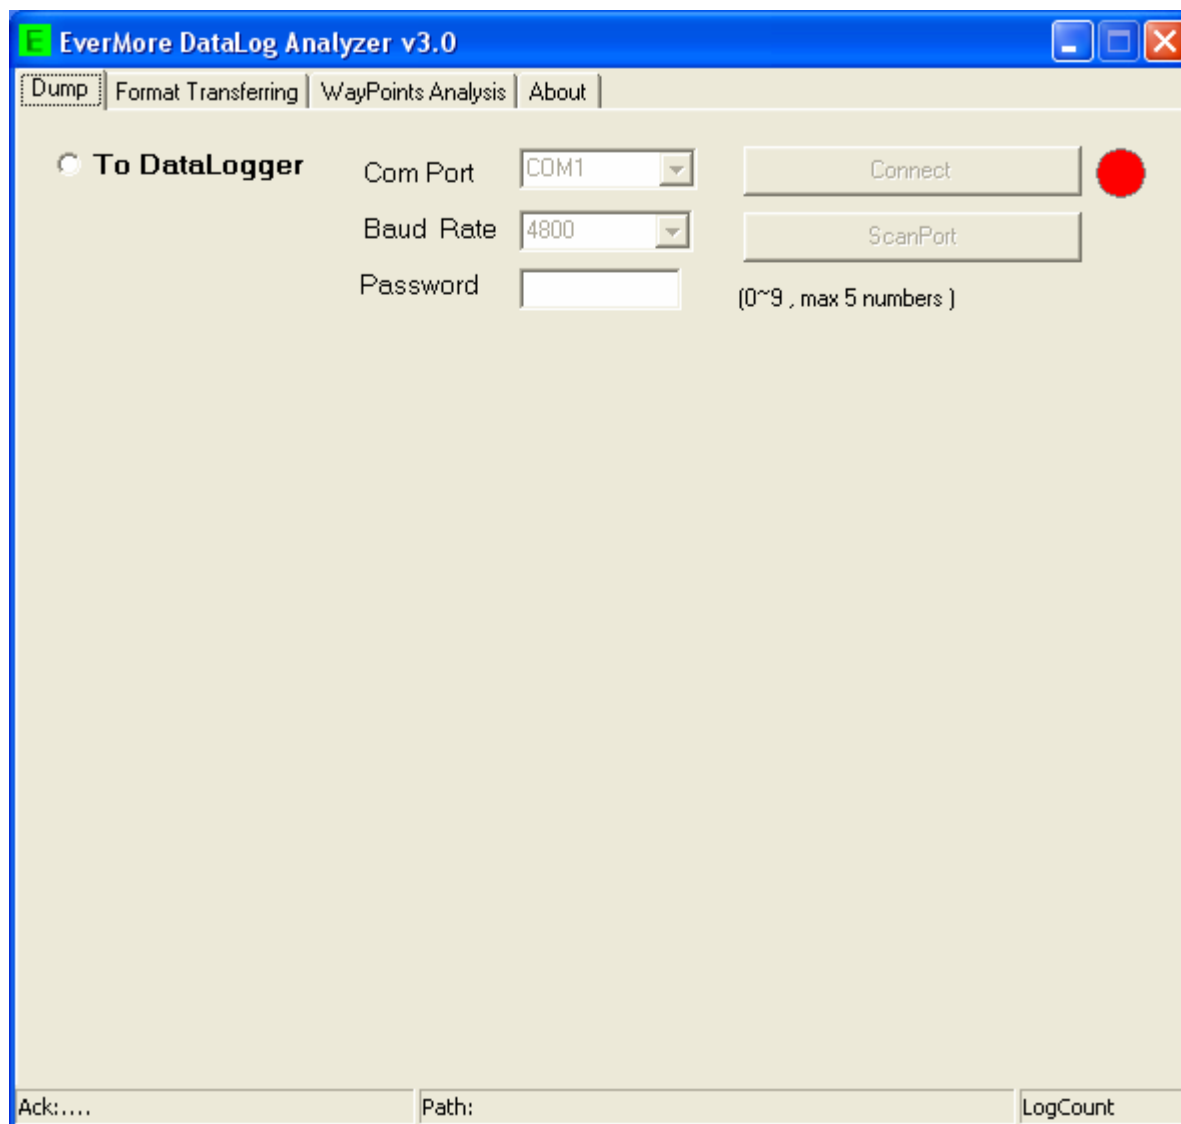 E EverMore DataLog Analyzer v3.0
Dump Format Transferring WayPoints Analysis About
To DataLogger Com Port COM1 Connect
Baud Rate 4800 ScanPort
Password (0~9 , max 5 numbers )
Ack:.... Path: LogCount